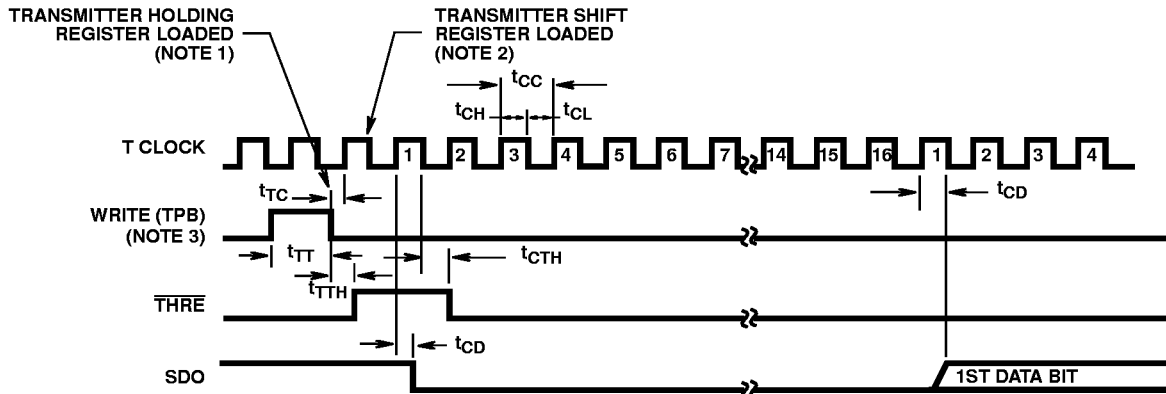 TRANSMITTER HOLDING
REGISTER LOADED
(NOTE 1)
TRANSMITTER SHIFT
REGISTER LOADED
(NOTE 2)
tCC
tCH
tCL
T CLOCK
1
2
3
4
5
6
7
14
15
16
1
2
3
4
tTC
tCD
WRITE (TPB)
(NOTE 3)
tTT
tCTH
tTTH
THRE
tCD
SDO
1ST DATA BIT